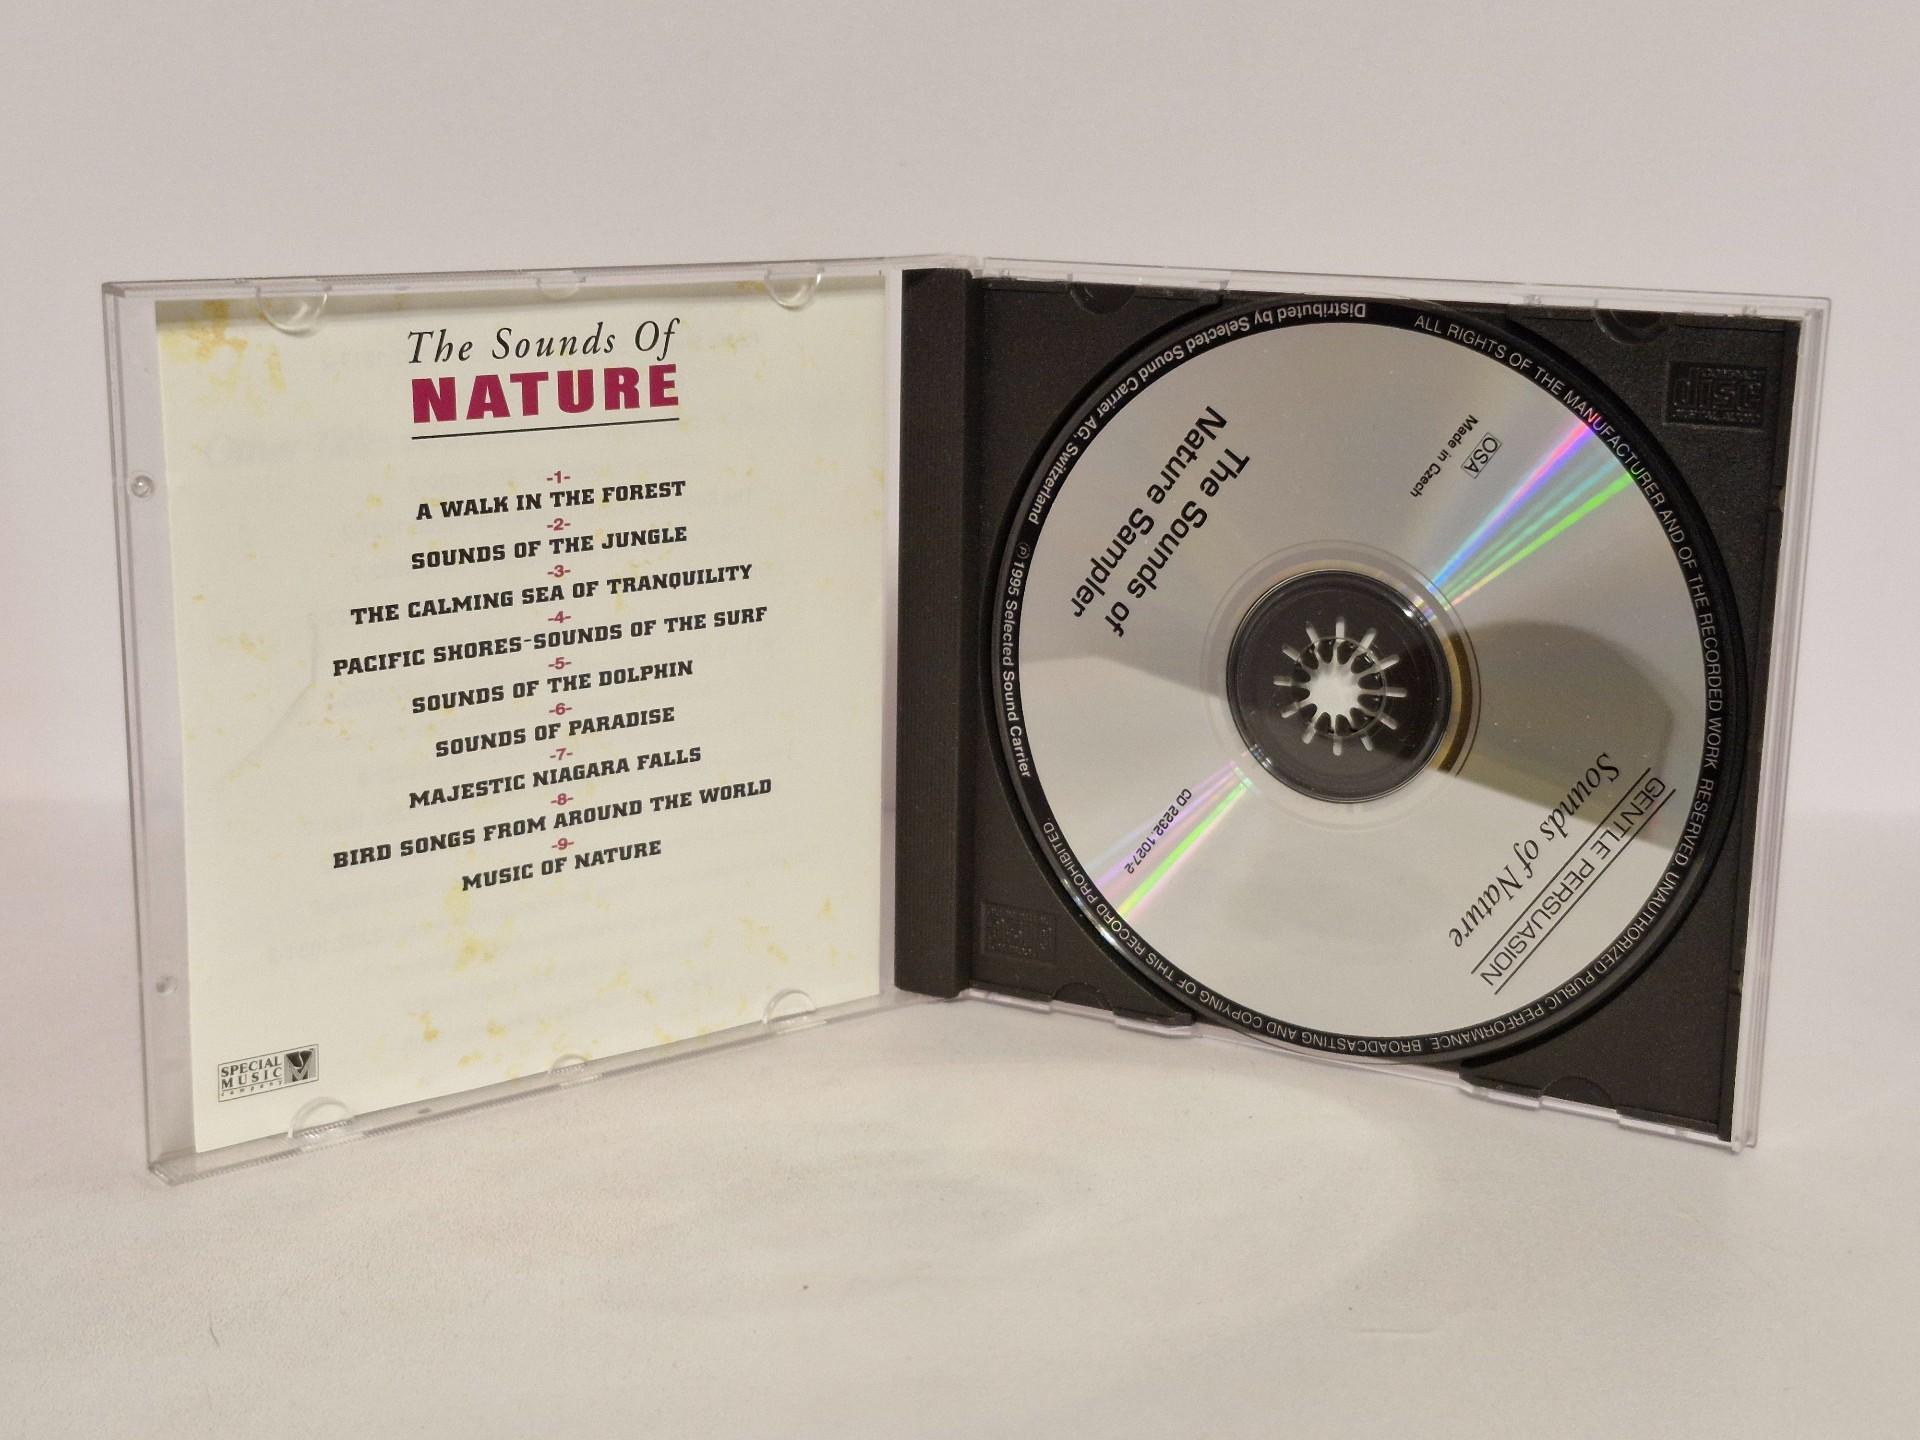 The Sounds Of
NATURE
-1-
A WALK IN THE FOREST
-2-
SOUNDS OF THE JUNGLE
-3-
THE CALMING SEA OF TRANQUILITY
-4-
PACIFIC SHORES-SOUNDS OF THE SURF
-5-
SOUNDS OF THE DOLPHIN
-6-
SOUNDS OF PARADISE
-7-
MAJESTIC NIAGARA FALLS
-8-
BIRD SONGS FROM AROUND THE WORLD
-9-
MUSIC OF NATURE
SPECIAL
MUSIC
company
GENTLE PERSUASION
Sounds of Nature
The Sounds of
Nature Sampler
OSA
Made in Czech
CD 2232.1027-2
℗ 1995 Selected Sound Carrier
Distributed by Selected Sound Carrier AG, Switzerland
ALL RIGHTS OF THE MANUFACTURER AND OF THE RECORDED WORK RESERVED. UNAUTHORIZED PUBLIC PERFORMANCE, BROADCASTING AND COPYING OF THIS RECORD PROHIBITED.
COMPACT
disc
DIGITAL AUDIO